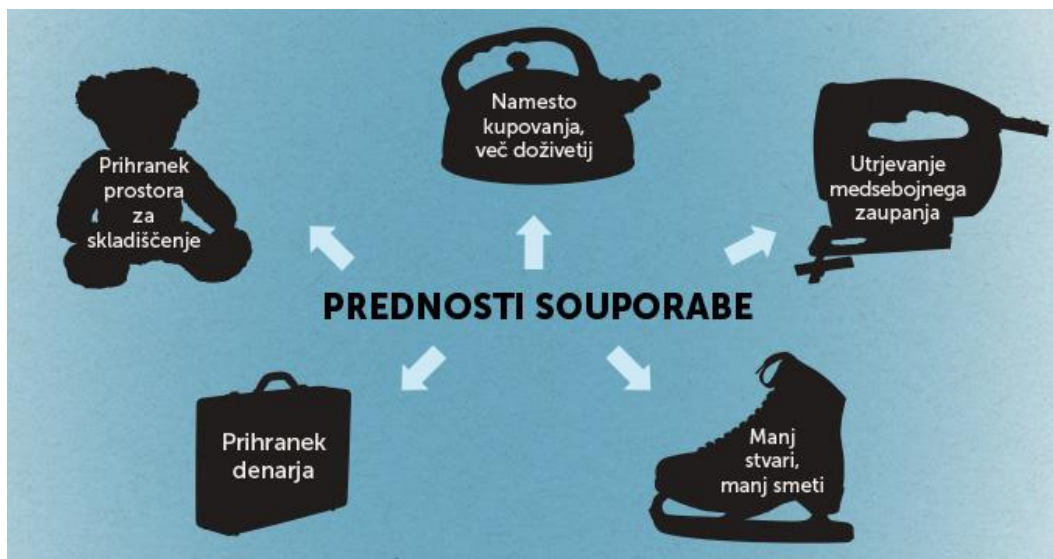 Prihranek
prostora
za
skladiščenje
Namesto
kupovanja,
več doživetij
Utrjevanje
medsebojnega
zaupanja
PREDNOSTI SOUPORABE
Prihranek
denarja
Manj
stvari,
manj smeti